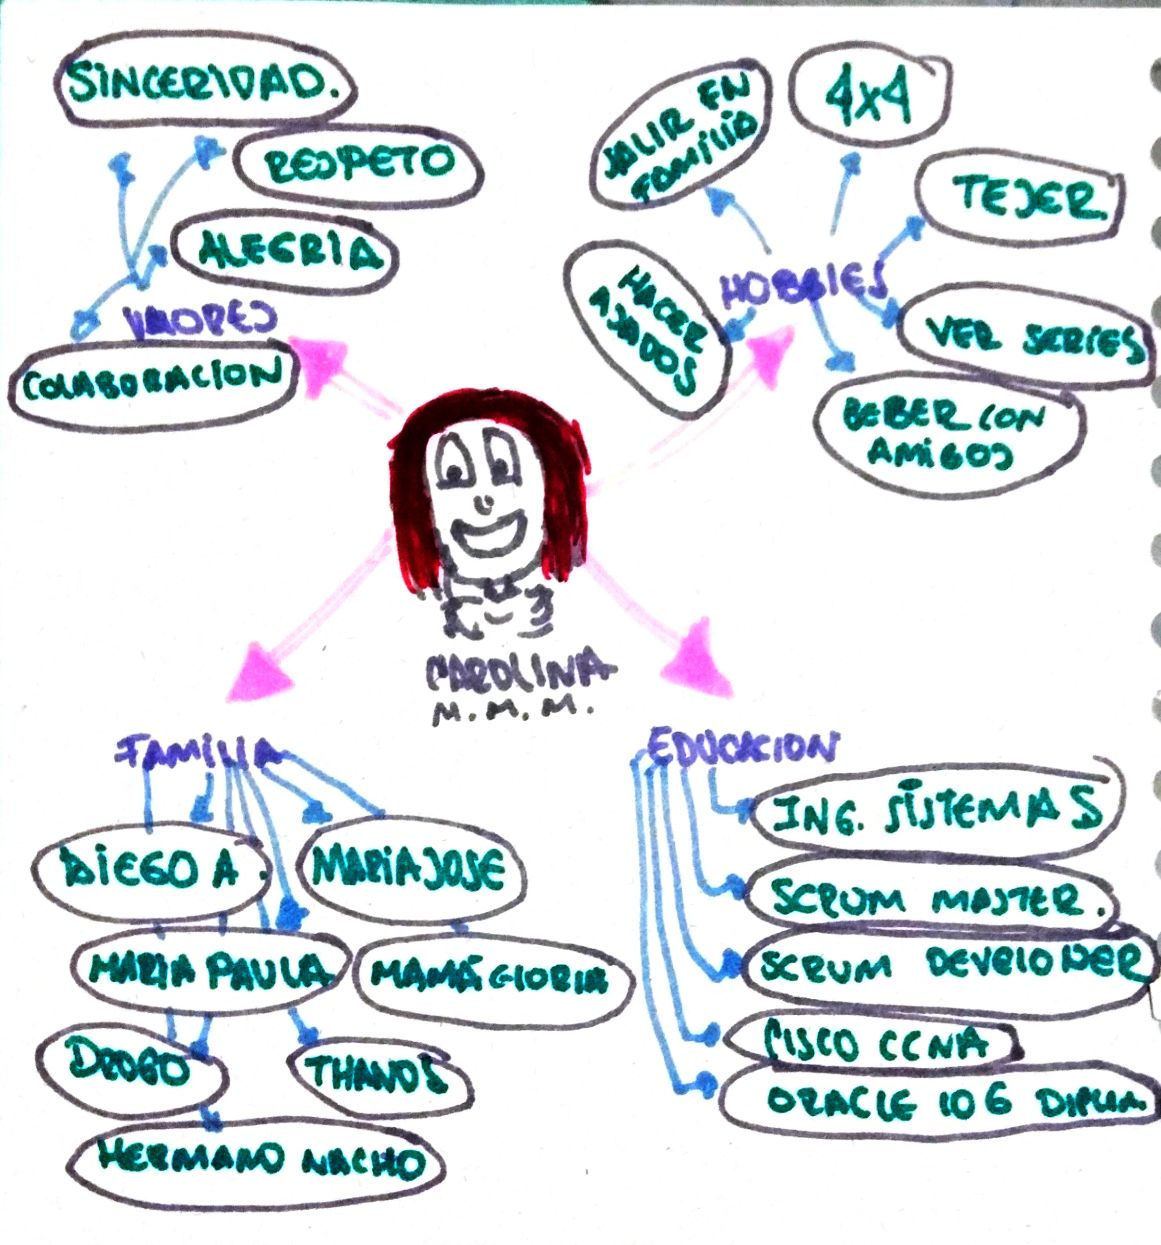 SINCERIDAD.
RESPETO
ALEGRIA
VALORES
COLABORACION
SALIR EN
FAMILIA
4x4
TEJER.
HOBBIES
HACER
ASADOS
VER SERIES
BEBER CON
AMIGOS
CAROLINA
M. M. M.
FAMILIA
DIEGO A.
MARIA JOSE
MARIA PAULA
MAMÁ GLORIA
DROGO
THANOS
HERMANO NACHO
EDUCACION
ING. SISTEMAS
SCRUM MASTER.
SCRUM DEVELOPER
CISCO CCNA
ORACLE 10G DIPLM.